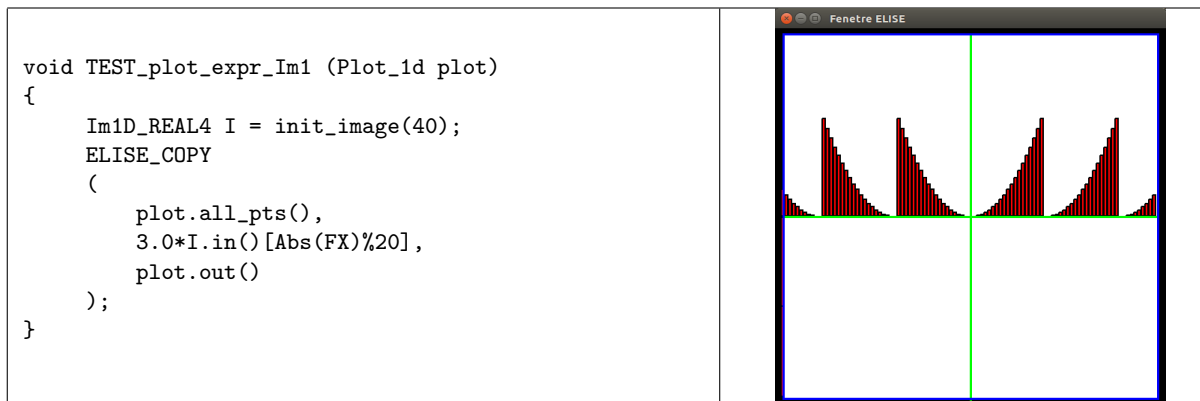 void TEST_plot_expr_Im1 (Plot_1d plot)
{
     Im1D_REAL4 I = init_image(40);
     ELISE_COPY
     (
         plot.all_pts(),
         3.0*I.in()[Abs(FX)%20],
         plot.out()
     );
}
Fenetre ELISE